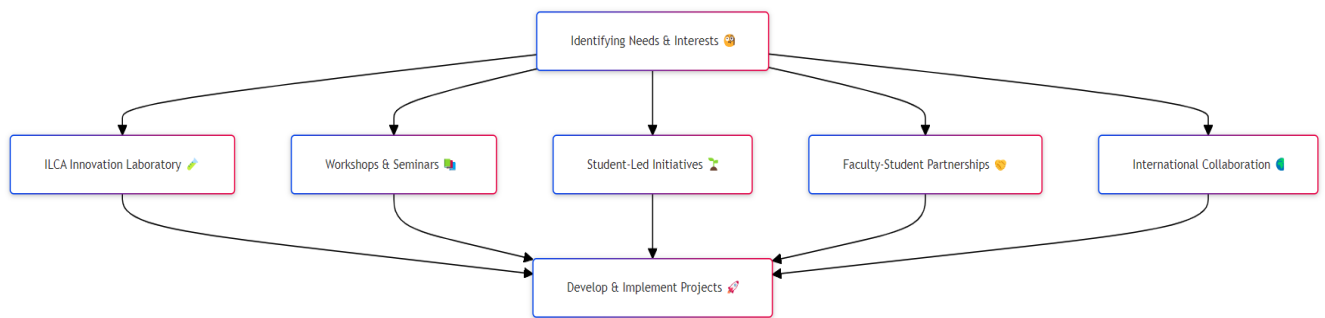 Identifying Needs & Interests 🧐
ILCA Innovation Laboratory 🧪
Workshops & Seminars 📚
Student-Led Initiatives 🌱
Faculty-Student Partnerships 🤝
International Collaboration 🌍
Develop & Implement Projects 🚀